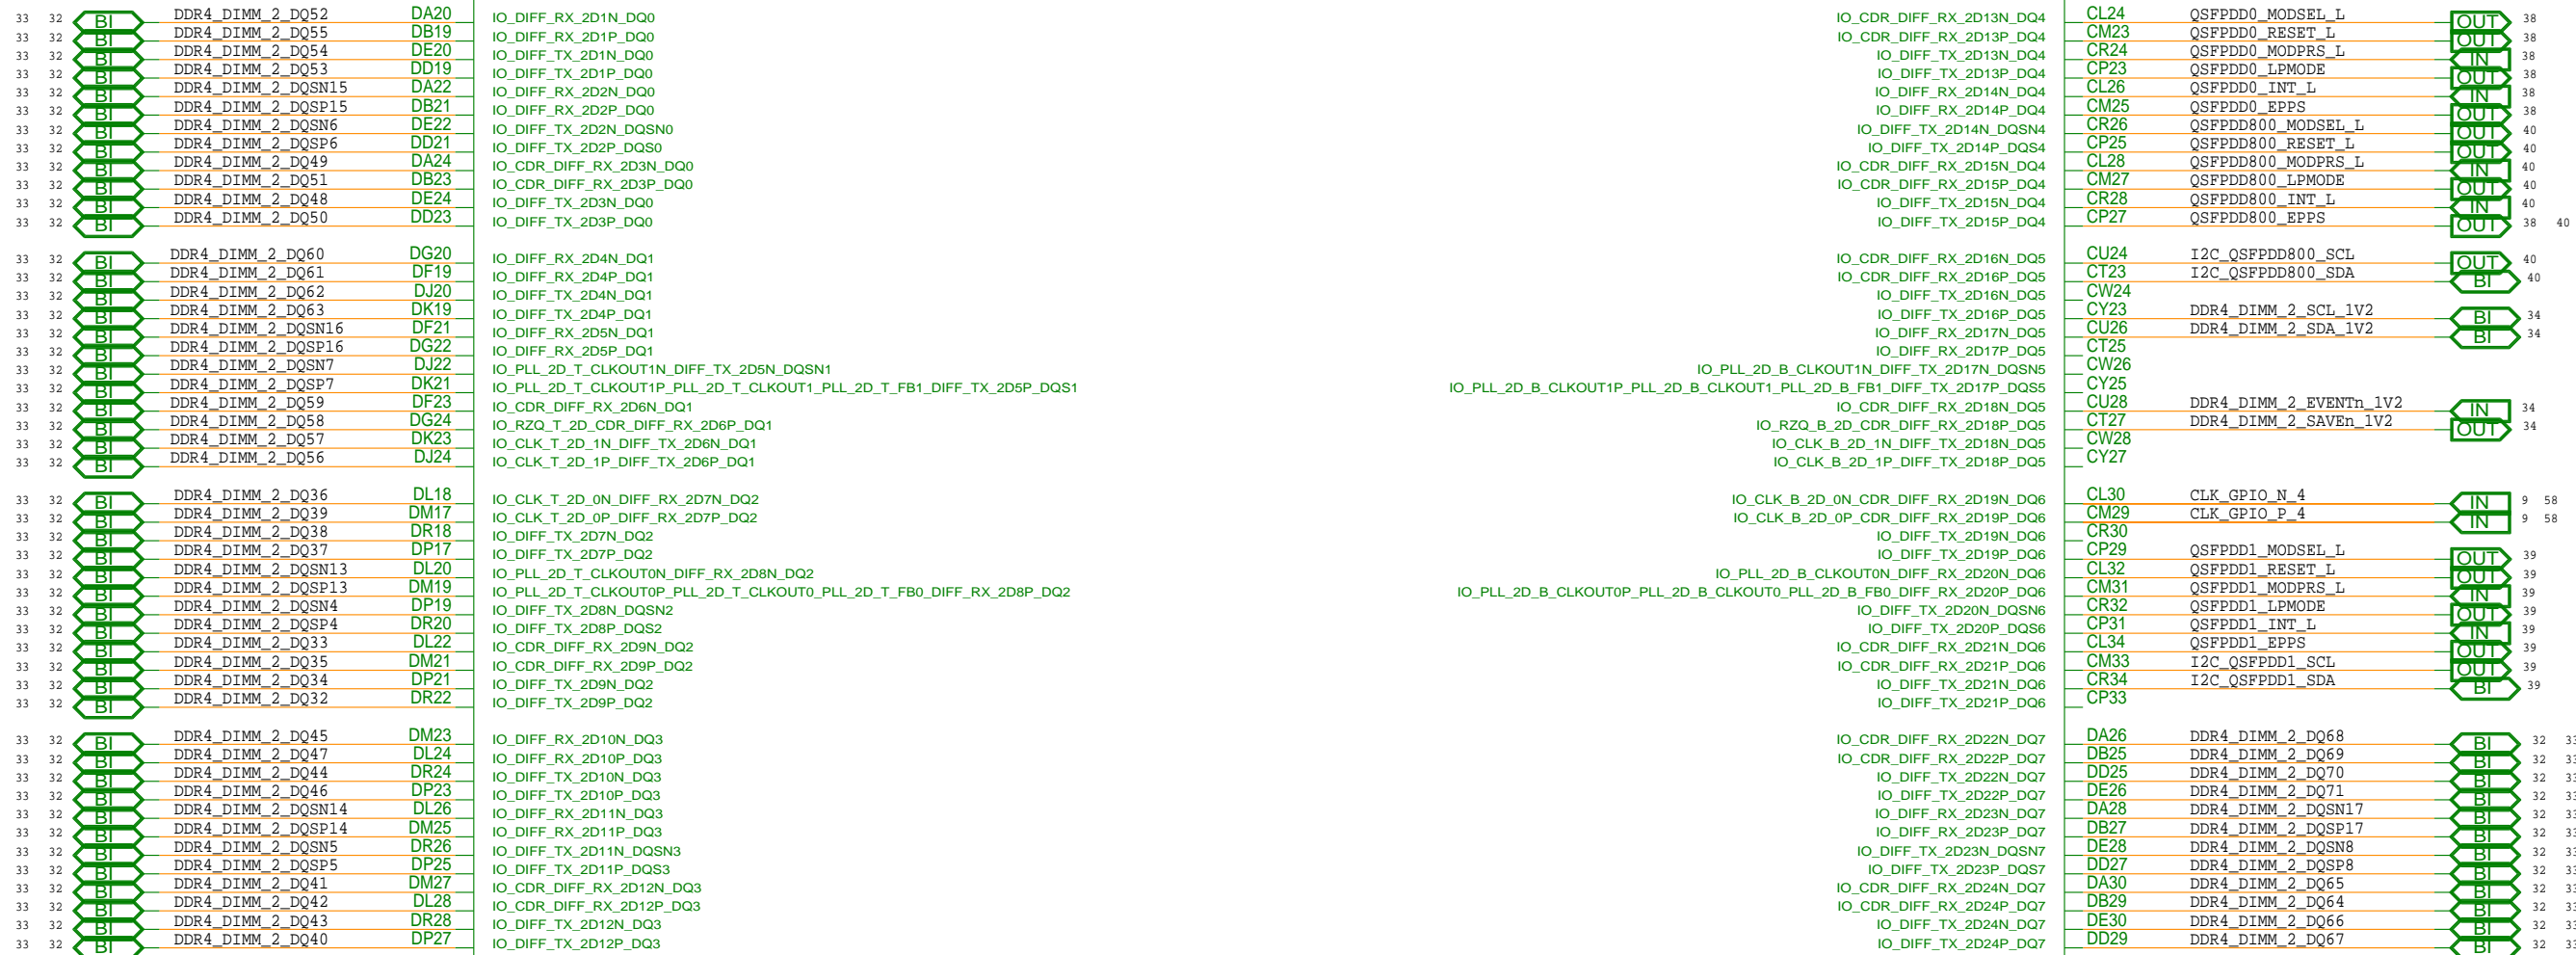 33 32 BI DDR4_DIMM_2_DQ52 DA20 IO_DIFF_RX_2D1N_DQ0 IO_CDR_DIFF_RX_2D13N_DQ4 CL24 QSFPDD0_MODSEL_L OUT 38
33 32 BI DDR4_DIMM_2_DQ55 DB19 IO_DIFF_RX_2D1P_DQ0 IO_CDR_DIFF_RX_2D13P_DQ4 CM23 QSFPDD0_RESET_L OUT 38
33 32 BI DDR4_DIMM_2_DQ54 DE20 IO_DIFF_TX_2D1N_DQ0 IO_DIFF_TX_2D13N_DQ4 CR24 QSFPDD0_MODPRS_L IN 38
33 32 BI DDR4_DIMM_2_DQ53 DD19 IO_DIFF_TX_2D1P_DQ0 IO_DIFF_TX_2D13P_DQ4 CP23 QSFPDD0_LPMODE OUT 38
33 32 BI DDR4_DIMM_2_DQSN15 DA22 IO_DIFF_RX_2D2N_DQ0 IO_DIFF_RX_2D14N_DQ4 CL26 QSFPDD0_INT_L IN 38
33 32 BI DDR4_DIMM_2_DQSP15 DB21 IO_DIFF_RX_2D2P_DQ0 IO_DIFF_RX_2D14P_DQ4 CM25 QSFPDD0_EPPS OUT 38
33 32 BI DDR4_DIMM_2_DQSN6 DE22 IO_DIFF_TX_2D2N_DQSN0 IO_DIFF_TX_2D14N_DQSN4 CR26 QSFPDD800_MODSEL_L OUT 40
33 32 BI DDR4_DIMM_2_DQSP6 DD21 IO_DIFF_TX_2D2P_DQS0 IO_DIFF_TX_2D14P_DQS4 CP25 QSFPDD800_RESET_L OUT 40
33 32 BI DDR4_DIMM_2_DQ49 DA24 IO_CDR_DIFF_RX_2D3N_DQ0 IO_CDR_DIFF_RX_2D15N_DQ4 CL28 QSFPDD800_MODPRS_L IN 40
33 32 BI DDR4_DIMM_2_DQ51 DB23 IO_CDR_DIFF_RX_2D3P_DQ0 IO_CDR_DIFF_RX_2D15P_DQ4 CM27 QSFPDD800_LPMODE OUT 40
33 32 BI DDR4_DIMM_2_DQ48 DE24 IO_DIFF_TX_2D3N_DQ0 IO_DIFF_TX_2D15N_DQ4 CR28 QSFPDD800_INT_L IN 40
33 32 BI DDR4_DIMM_2_DQ50 DD23 IO_DIFF_TX_2D3P_DQ0 IO_DIFF_TX_2D15P_DQ4 CP27 QSFPDD800_EPPS OUT 38 40
33 32 BI DDR4_DIMM_2_DQ60 DG20 IO_DIFF_RX_2D4N_DQ1 IO_CDR_DIFF_RX_2D16N_DQ5 CU24 I2C_QSFPDD800_SCL OUT 40
33 32 BI DDR4_DIMM_2_DQ61 DF19 IO_DIFF_RX_2D4P_DQ1 IO_CDR_DIFF_RX_2D16P_DQ5 CT23 I2C_QSFPDD800_SDA BI 40
33 32 BI DDR4_DIMM_2_DQ62 DJ20 IO_DIFF_TX_2D4N_DQ1 IO_DIFF_TX_2D16N_DQ5 CW24
33 32 BI DDR4_DIMM_2_DQ63 DK19 IO_DIFF_TX_2D4P_DQ1 IO_DIFF_TX_2D16P_DQ5 CY23 DDR4_DIMM_2_SCL_1V2 BI 34
33 32 BI DDR4_DIMM_2_DQSN16 DF21 IO_DIFF_RX_2D5N_DQ1 IO_DIFF_RX_2D17N_DQ5 CU26 DDR4_DIMM_2_SDA_1V2 BI 34
33 32 BI DDR4_DIMM_2_DQSP16 DG22 IO_DIFF_RX_2D5P_DQ1 IO_DIFF_RX_2D17P_DQ5 CT25
33 32 BI DDR4_DIMM_2_DQSN7 DJ22 IO_PLL_2D_T_CLKOUT1N_DIFF_TX_2D5N_DQSN1 IO_PLL_2D_B_CLKOUT1N_DIFF_TX_2D17N_DQSN5 CW26
33 32 BI DDR4_DIMM_2_DQSP7 DK21 IO_PLL_2D_T_CLKOUT1P_PLL_2D_T_CLKOUT1_PLL_2D_T_FB1_DIFF_TX_2D5P_DQS1 IO_PLL_2D_B_CLKOUT1P_PLL_2D_B_CLKOUT1_PLL_2D_B_FB1_DIFF_TX_2D17P_DQS5 CY25
33 32 BI DDR4_DIMM_2_DQ59 DF23 IO_CDR_DIFF_RX_2D6N_DQ1 IO_CDR_DIFF_RX_2D18N_DQ5 CU28 DDR4_DIMM_2_EVENTn_1V2 IN 34
33 32 BI DDR4_DIMM_2_DQ58 DG24 IO_RZQ_T_2D_CDR_DIFF_RX_2D6P_DQ1 IO_RZQ_B_2D_CDR_DIFF_RX_2D18P_DQ5 CT27 DDR4_DIMM_2_SAVEn_1V2 OUT 34
33 32 BI DDR4_DIMM_2_DQ57 DK23 IO_CLK_T_2D_1N_DIFF_TX_2D6N_DQ1 IO_CLK_B_2D_1N_DIFF_TX_2D18N_DQ5 CW28
33 32 BI DDR4_DIMM_2_DQ56 DJ24 IO_CLK_T_2D_1P_DIFF_TX_2D6P_DQ1 IO_CLK_B_2D_1P_DIFF_TX_2D18P_DQ5 CY27
33 32 BI DDR4_DIMM_2_DQ36 DL18 IO_CLK_T_2D_0N_DIFF_RX_2D7N_DQ2 IO_CLK_B_2D_0N_CDR_DIFF_RX_2D19N_DQ6 CL30 CLK_GPIO_N_4 IN 9 58
33 32 BI DDR4_DIMM_2_DQ39 DM17 IO_CLK_T_2D_0P_DIFF_RX_2D7P_DQ2 IO_CLK_B_2D_0P_CDR_DIFF_RX_2D19P_DQ6 CM29 CLK_GPIO_P_4 IN 9 58
33 32 BI DDR4_DIMM_2_DQ38 DR18 IO_DIFF_TX_2D7N_DQ2 IO_DIFF_TX_2D19N_DQ6 CR30
33 32 BI DDR4_DIMM_2_DQ37 DP17 IO_DIFF_TX_2D7P_DQ2 IO_DIFF_TX_2D19P_DQ6 CP29 QSFPDD1_MODSEL_L OUT 39
33 32 BI DDR4_DIMM_2_DQSN13 DL20 IO_PLL_2D_T_CLKOUT0N_DIFF_RX_2D8N_DQ2 IO_PLL_2D_B_CLKOUT0N_DIFF_RX_2D20N_DQ6 CL32 QSFPDD1_RESET_L OUT 39
33 32 BI DDR4_DIMM_2_DQSP13 DM19 IO_PLL_2D_T_CLKOUT0P_PLL_2D_T_CLKOUT0_PLL_2D_T_FB0_DIFF_RX_2D8P_DQ2 IO_PLL_2D_B_CLKOUT0P_PLL_2D_B_CLKOUT0_PLL_2D_B_FB0_DIFF_RX_2D20P_DQ6 CM31 QSFPDD1_MODPRS_L IN 39
33 32 BI DDR4_DIMM_2_DQSN4 DP19 IO_DIFF_TX_2D8N_DQSN2 IO_DIFF_TX_2D20N_DQSN6 CR32 QSFPDD1_LPMODE OUT 39
33 32 BI DDR4_DIMM_2_DQSP4 DR20 IO_DIFF_TX_2D8P_DQS2 IO_DIFF_TX_2D20P_DQS6 CP31 QSFPDD1_INT_L IN 39
33 32 BI DDR4_DIMM_2_DQ33 DL22 IO_CDR_DIFF_RX_2D9N_DQ2 IO_CDR_DIFF_RX_2D21N_DQ6 CL34 QSFPDD1_EPPS OUT 39
33 32 BI DDR4_DIMM_2_DQ35 DM21 IO_CDR_DIFF_RX_2D9P_DQ2 IO_CDR_DIFF_RX_2D21P_DQ6 CM33 I2C_QSFPDD1_SCL OUT 39
33 32 BI DDR4_DIMM_2_DQ34 DP21 IO_DIFF_TX_2D9N_DQ2 IO_DIFF_TX_2D21N_DQ6 CR34 I2C_QSFPDD1_SDA BI 39
33 32 BI DDR4_DIMM_2_DQ32 DR22 IO_DIFF_TX_2D9P_DQ2 IO_DIFF_TX_2D21P_DQ6 CP33
33 32 BI DDR4_DIMM_2_DQ45 DM23 IO_DIFF_RX_2D10N_DQ3 IO_CDR_DIFF_RX_2D22N_DQ7 DA26 DDR4_DIMM_2_DQ68 BI 32 33
33 32 BI DDR4_DIMM_2_DQ47 DL24 IO_DIFF_RX_2D10P_DQ3 IO_CDR_DIFF_RX_2D22P_DQ7 DB25 DDR4_DIMM_2_DQ69 BI 32 33
33 32 BI DDR4_DIMM_2_DQ44 DR24 IO_DIFF_TX_2D10N_DQ3 IO_DIFF_TX_2D22N_DQ7 DD25 DDR4_DIMM_2_DQ70 BI 32 33
33 32 BI DDR4_DIMM_2_DQ46 DP23 IO_DIFF_TX_2D10P_DQ3 IO_DIFF_TX_2D22P_DQ7 DE26 DDR4_DIMM_2_DQ71 BI 32 33
33 32 BI DDR4_DIMM_2_DQSN14 DL26 IO_DIFF_RX_2D11N_DQ3 IO_DIFF_RX_2D23N_DQ7 DA28 DDR4_DIMM_2_DQSN17 BI 32 33
33 32 BI DDR4_DIMM_2_DQSP14 DM25 IO_DIFF_RX_2D11P_DQ3 IO_DIFF_RX_2D23P_DQ7 DB27 DDR4_DIMM_2_DQSP17 BI 32 33
33 32 BI DDR4_DIMM_2_DQSN5 DR26 IO_DIFF_TX_2D11N_DQSN3 IO_DIFF_TX_2D23N_DQSN7 DE28 DDR4_DIMM_2_DQSN8 BI 32 33
33 32 BI DDR4_DIMM_2_DQSP5 DP25 IO_DIFF_TX_2D11P_DQS3 IO_DIFF_TX_2D23P_DQS7 DD27 DDR4_DIMM_2_DQSP8 BI 32 33
33 32 BI DDR4_DIMM_2_DQ41 DM27 IO_CDR_DIFF_RX_2D12N_DQ3 IO_CDR_DIFF_RX_2D24N_DQ7 DA30 DDR4_DIMM_2_DQ65 BI 32 33
33 32 BI DDR4_DIMM_2_DQ42 DL28 IO_CDR_DIFF_RX_2D12P_DQ3 IO_CDR_DIFF_RX_2D24P_DQ7 DB29 DDR4_DIMM_2_DQ64 BI 32 33
33 32 BI DDR4_DIMM_2_DQ43 DR28 IO_DIFF_TX_2D12N_DQ3 IO_DIFF_TX_2D24N_DQ7 DE30 DDR4_DIMM_2_DQ66 BI 32 33
33 32 BI DDR4_DIMM_2_DQ40 DP27 IO_DIFF_TX_2D12P_DQ3 IO_DIFF_TX_2D24P_DQ7 DD29 DDR4_DIMM_2_DQ67 BI 32 33